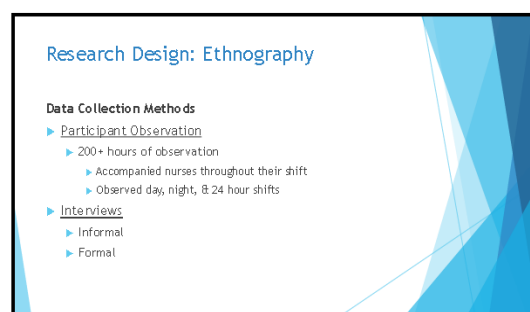 Research Design: Ethnography
Data Collection Methods
Participant Observation
200+ hours of observation
Accompanied nurses throughout their shift
Observed day, night, & 24 hour shifts
Interviews
Informal
Formal